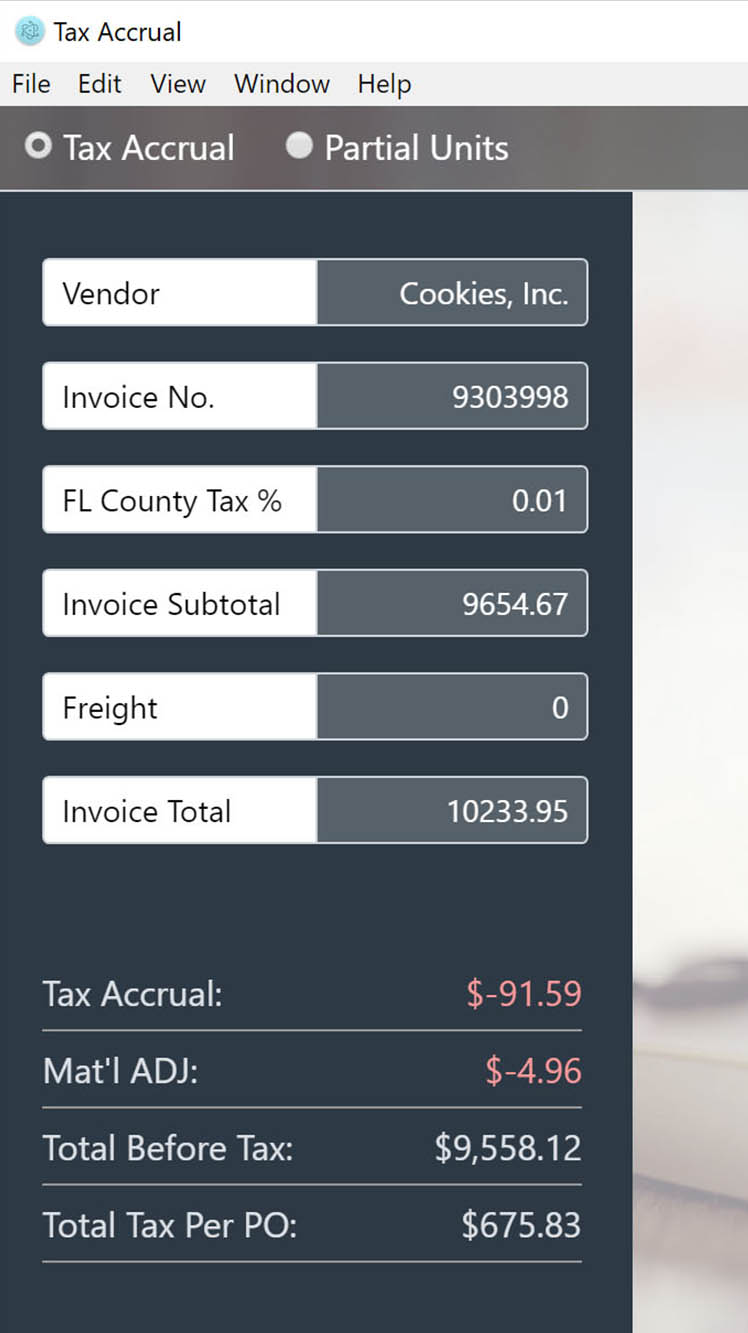 Tax Accrual
File Edit View Window Help
Tax Accrual Partial Units
Vendor Cookies, Inc.
Invoice No. 9303998
FL County Tax % 0.01
Invoice Subtotal 9654.67
Freight 0
Invoice Total 10233.95
Tax Accrual: $-91.59
Mat'l ADJ: $-4.96
Total Before Tax: $9,558.12
Total Tax Per PO: $675.83